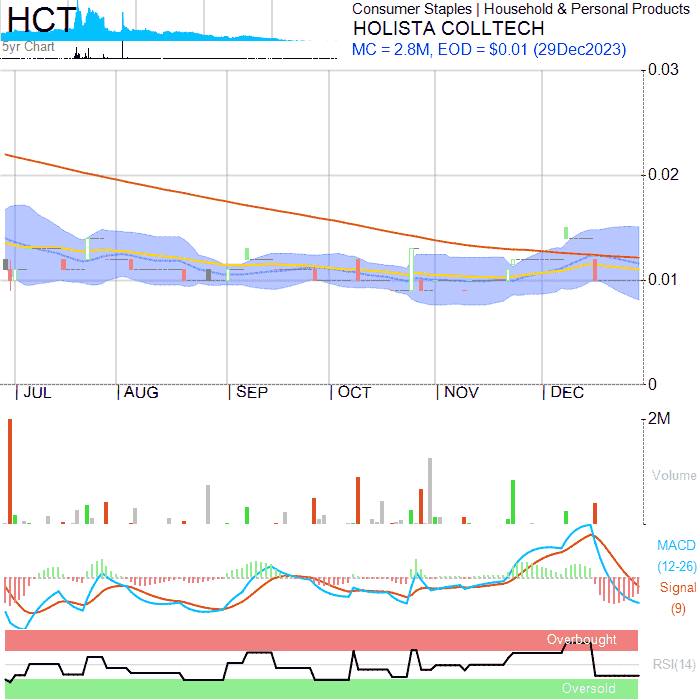 HCT
5yr Chart
Consumer Staples | Household & Personal Products
HOLISTA COLLTECH
MC = 2.8M, EOD = $0.01 (29Dec2023)
0.03
0.02
0.01
0
JUL AUG SEP OCT NOV DEC
2M
Volume
MACD
(12-26)
Signal
(9)
Overbought
RSI(14)
Oversold